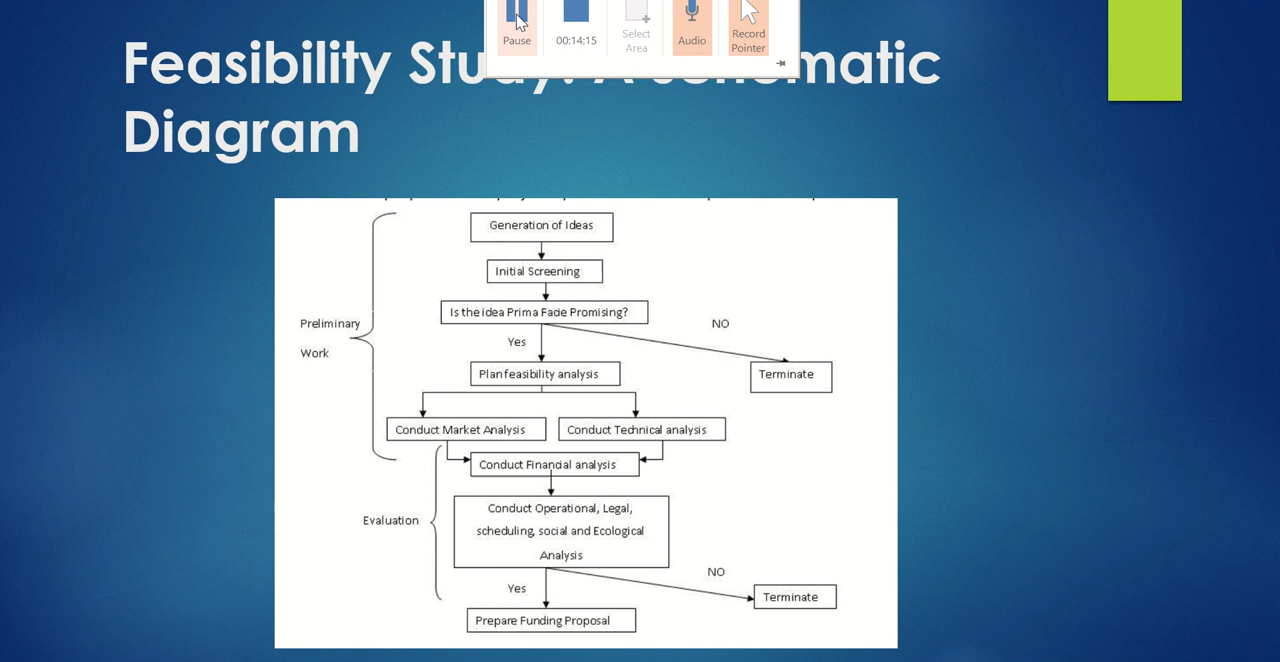 Pause
00:14:15
Select
Area
Audio
Record
Pointer
Feasibility
Diagram
Generation of Ideas
Initial Screening
Is the idea Prima Facie Promising?
Preliminary
Work
Yes
NO
Plan feasibility analysis
Terminate
Conduct Market Analysis
Conduct Technical analysis
Conduct Financial analysis
Evaluation
Conduct Operational, Legal,
scheduling, social and Ecological
Analysis
Yes
NO
Terminate
Prepare Funding Proposal